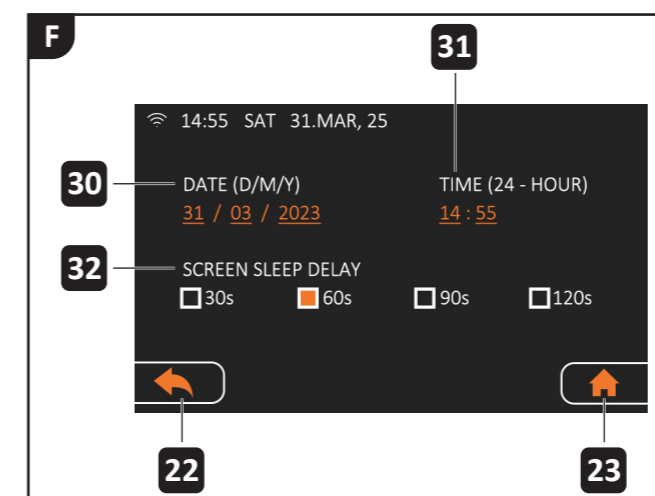 F
31
14:55 SAT 31.MAR, 25
30
DATE (D/M/Y) TIME (24 - HOUR)
31 / 03 / 2023 14 : 55
32
SCREEN SLEEP DELAY
30s 60s 90s 120s
22 23